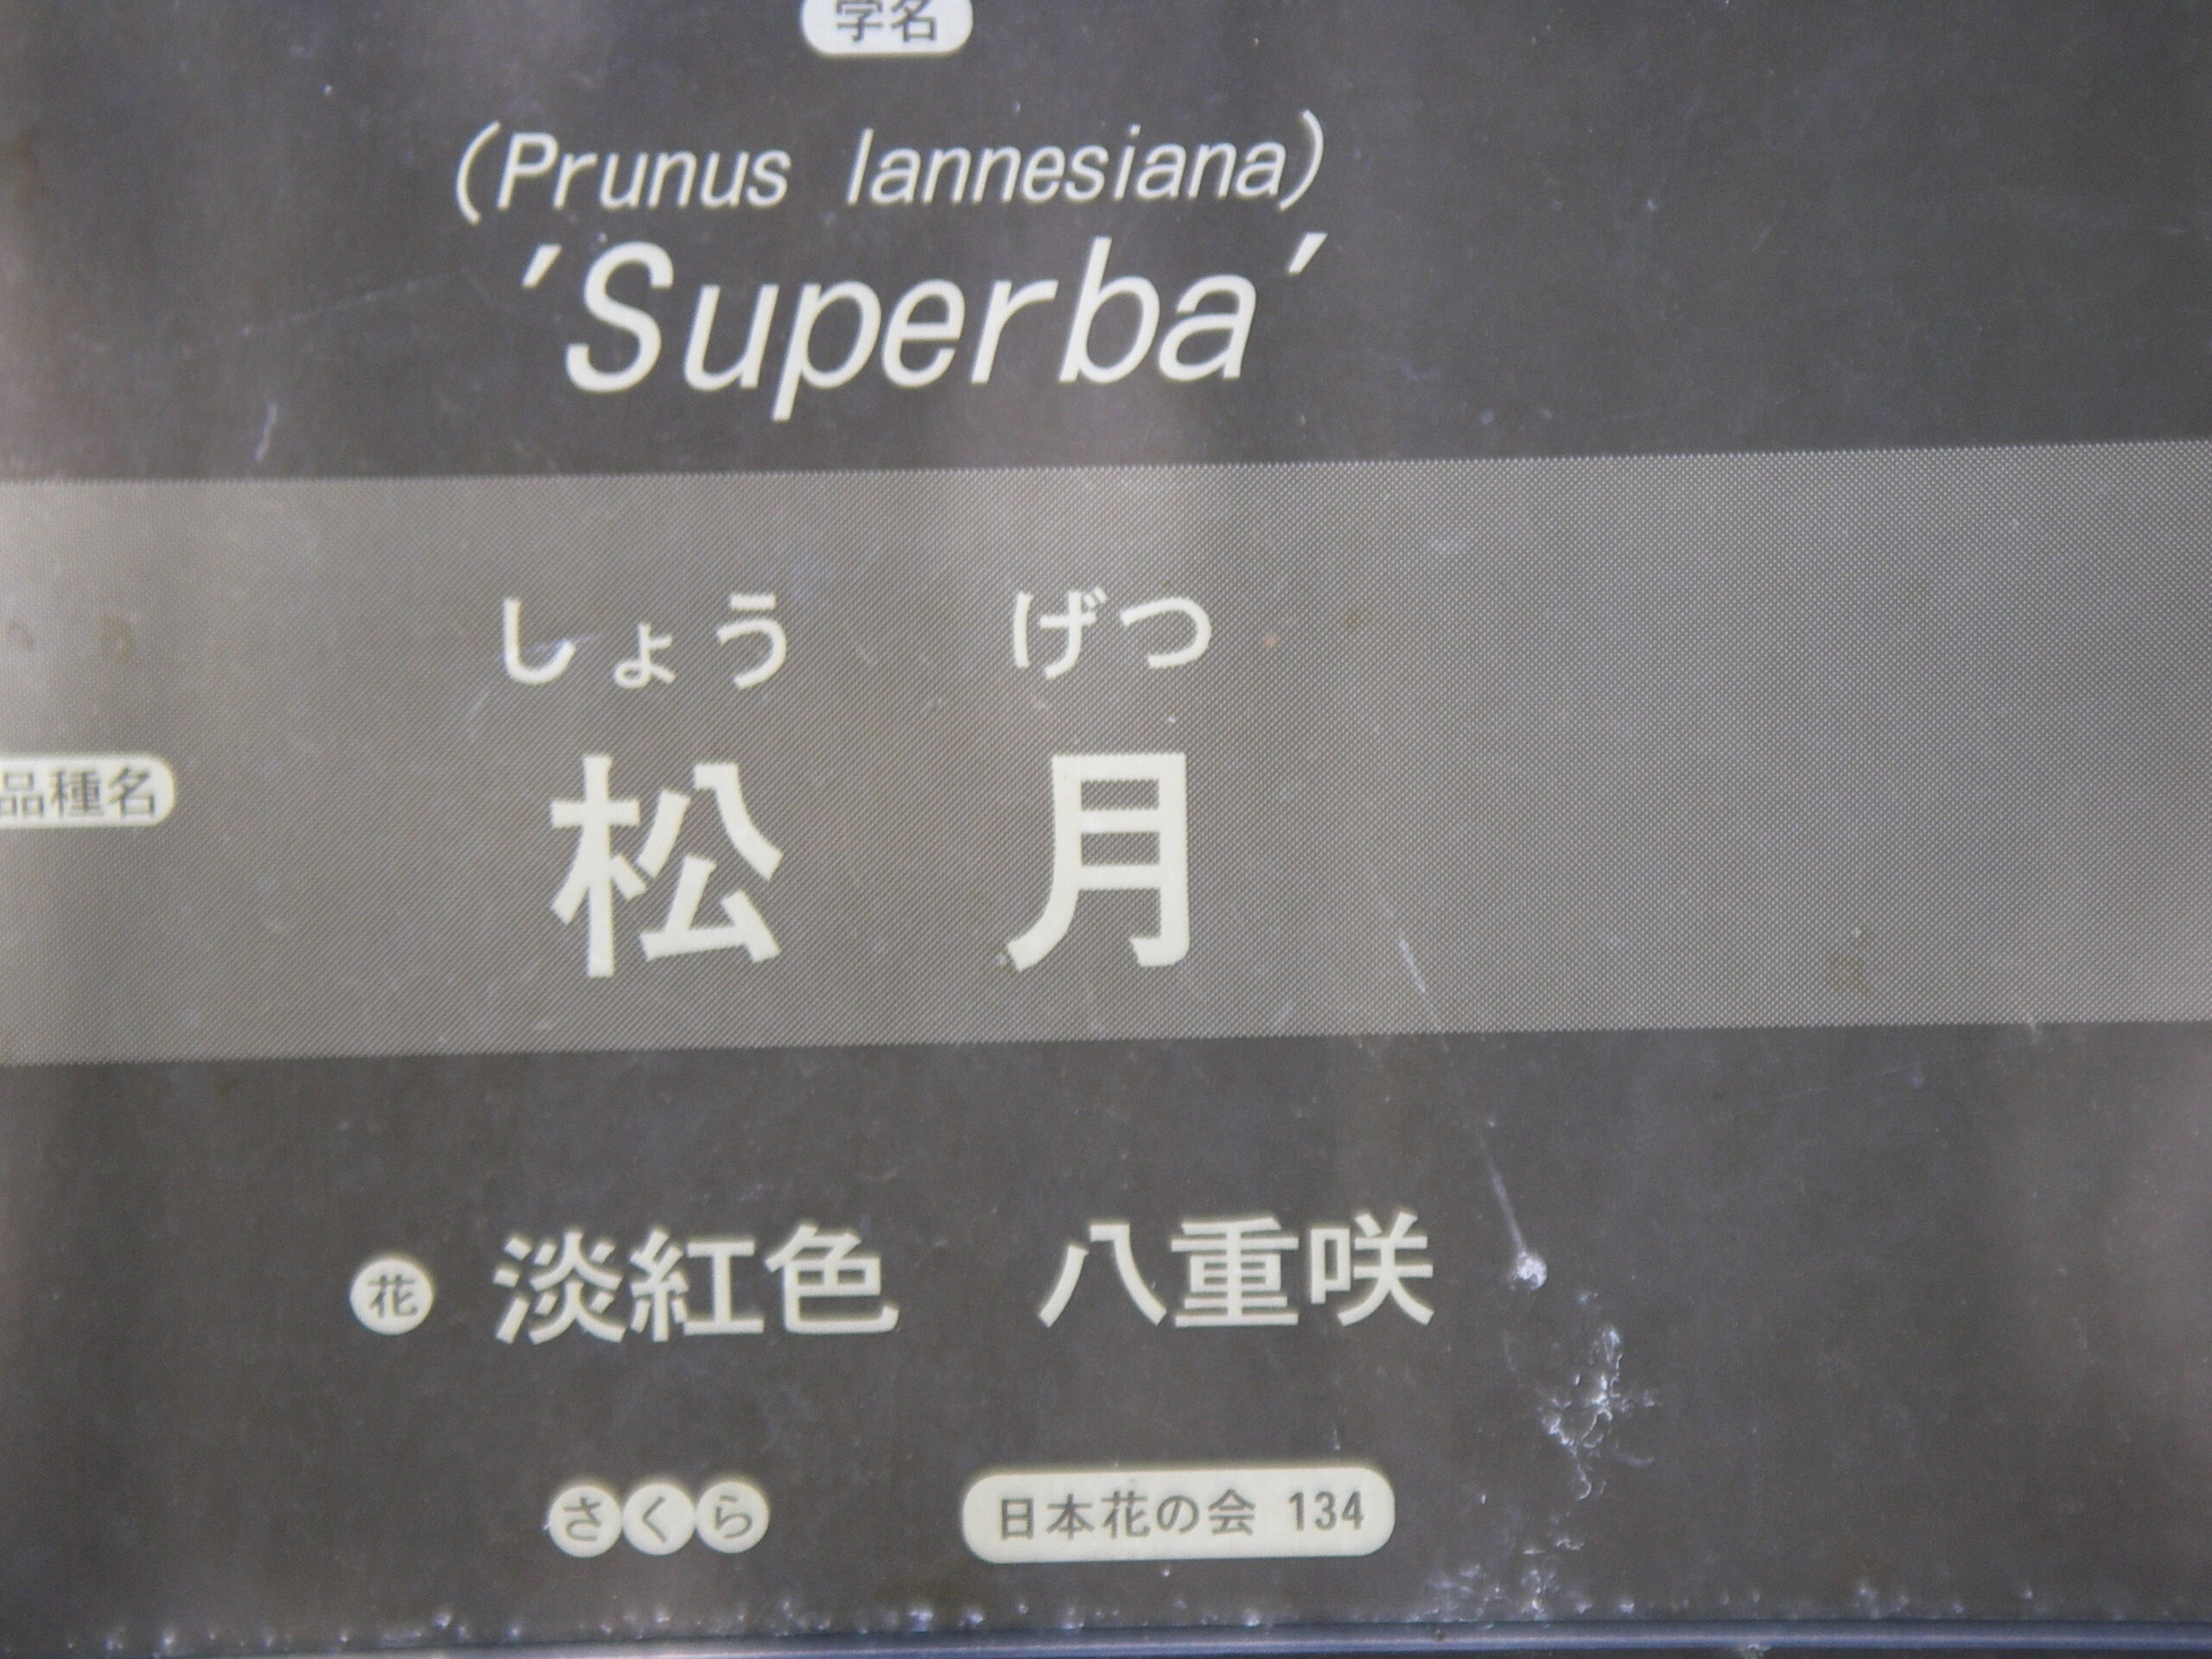 学名
(Prunus lannesiana)
'Superba'
しょう げつ
品種名 松 月
花 淡紅色 八重咲
さくら 日本花の会 134